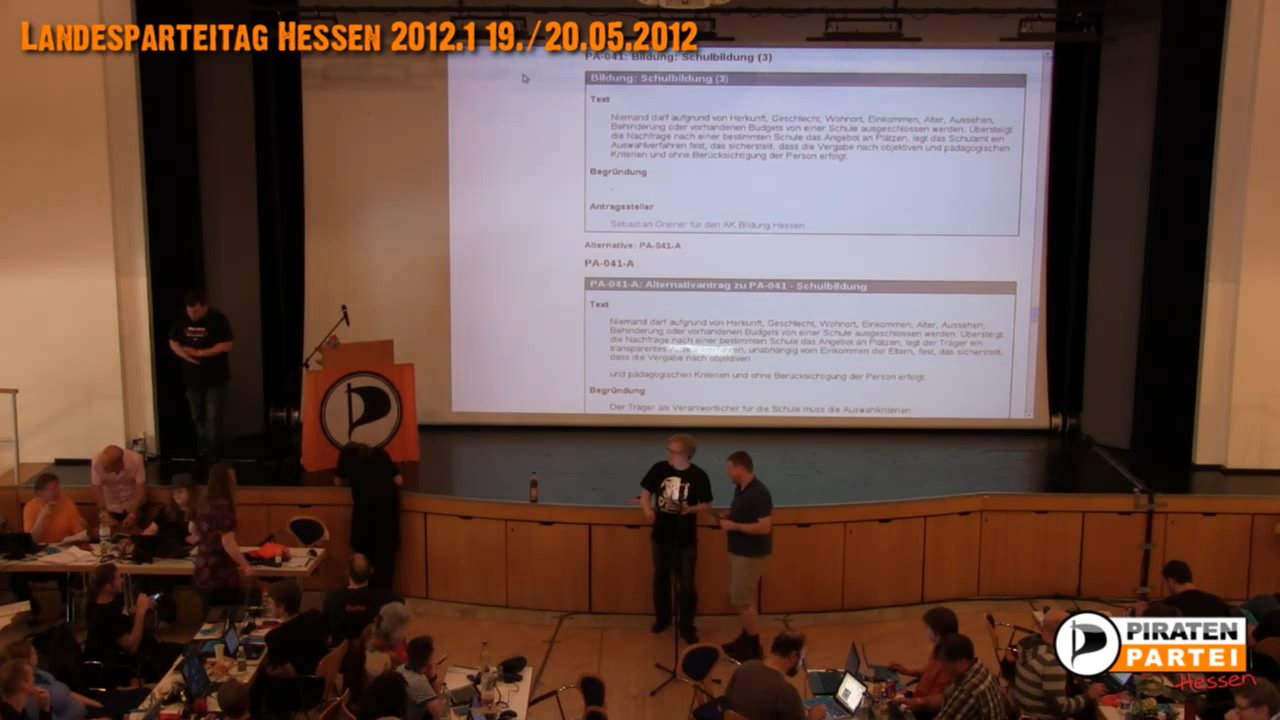 LANDESPARTEITAG HESSEN 2012.1 19./20.05.2012
PA-041: Bildung: Schulbildung (3)
Bildung: Schulbildung (3)
Text
Niemand darf aufgrund von Herkunft, Geschlecht, Wohnort, Einkommen, Alter, Aussehen,
Behinderung oder vorhandenen Budgets von einer Schule ausgeschlossen werden. Übersteigt
die Nachfrage nach einer bestimmten Schule das Angebot an Plätzen, legt das Schulamt ein
Auswahlverfahren fest, das sicherstellt, dass die Vergabe nach objektiven und pädagogischen
Kriterien und ohne Berücksichtigung der Person erfolgt.
Begründung
Antragssteller
Sebastian Greiner für den AK Bildung Hessen
Alternative: PA-041-A
PA-041-A
PA-041-A: Alternativantrag zu PA-041 - Schulbildung
Text
Niemand darf aufgrund von Herkunft, Geschlecht, Wohnort, Einkommen, Alter, Aussehen,
Behinderung oder vorhandenen Budgets von einer Schule ausgeschlossen werden. Übersteigt
die Nachfrage nach einer bestimmten Schule das Angebot an Plätzen, legt der Träger ein
transparentes Auswahlverfahren, unabhängig vom Einkommen der Eltern, fest, das sicherstellt,
dass die Vergabe nach objektiven
und pädagogischen Kriterien und ohne Berücksichtigung der Person erfolgt.
Begründung
Der Träger als Verantwortlicher für die Schule muss die Auswahlkriterien
PIRATEN
PARTEI
Hessen